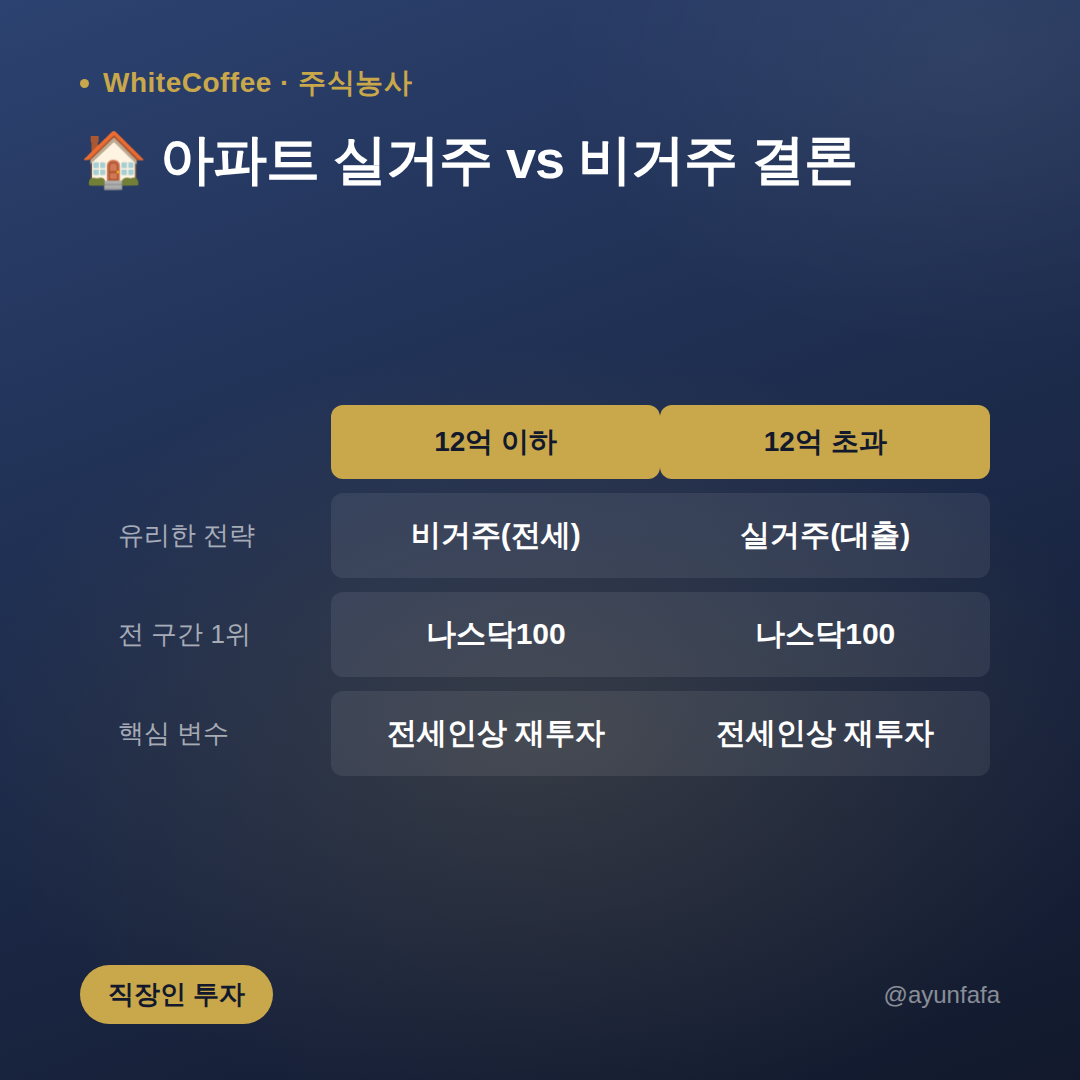 WhiteCoffee · 주식농사
🏠 아파트 실거주 vs 비거주 결론
12억 이하 12억 초과
유리한 전략 비거주(전세) 실거주(대출)
전 구간 1위 나스닥100 나스닥100
핵심 변수 전세인상 재투자 전세인상 재투자
직장인 투자 @ayunfafa